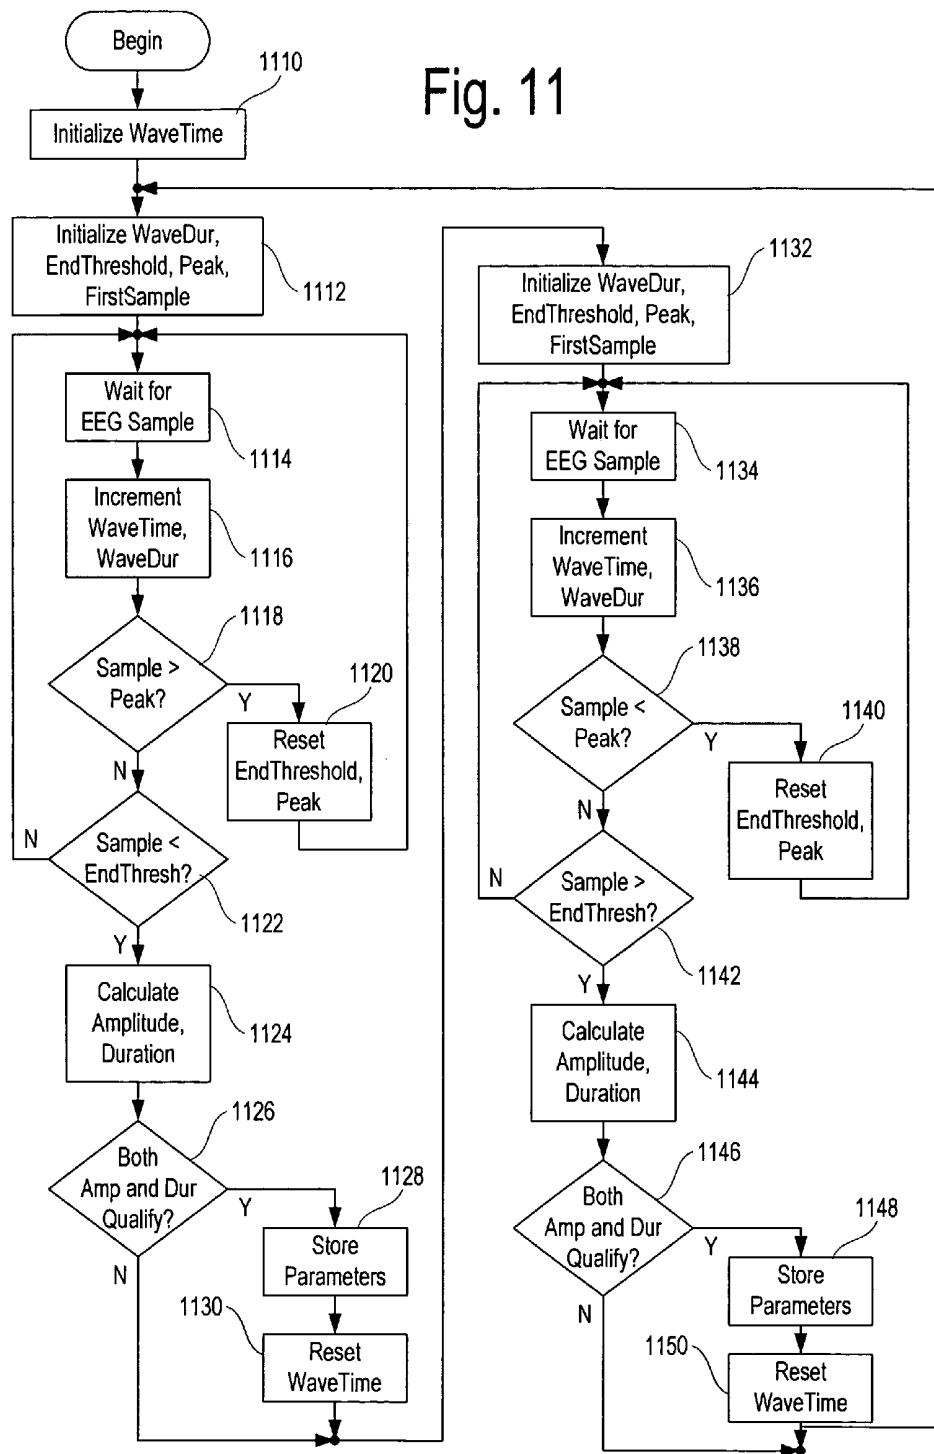 Fig. 11
Begin
1110
Initialize WaveTime
Initialize WaveDur,
EndThreshold, Peak,
FirstSample
1112
Wait for
EEG Sample
1114
Increment
WaveTime,
WaveDur
1116
1118
Sample >
Peak?
Y
N
1120
Reset
EndThreshold,
Peak
Sample <
EndThresh?
N
1122
Y
Calculate
Amplitude,
Duration
1124
1126
Both
Amp and Dur
Qualify?
Y
N
1128
Store
Parameters
1130
Reset
WaveTime
1132
Initialize WaveDur,
EndThreshold, Peak,
FirstSample
Wait for
EEG Sample
1134
Increment
WaveTime,
WaveDur
1136
1138
Sample <
Peak?
Y
N
1140
Reset
EndThreshold,
Peak
Sample >
EndThresh?
N
1142
Y
Calculate
Amplitude,
Duration
1144
1146
Both
Amp and Dur
Qualify?
Y
N
1148
Store
Parameters
1150
Reset
WaveTime